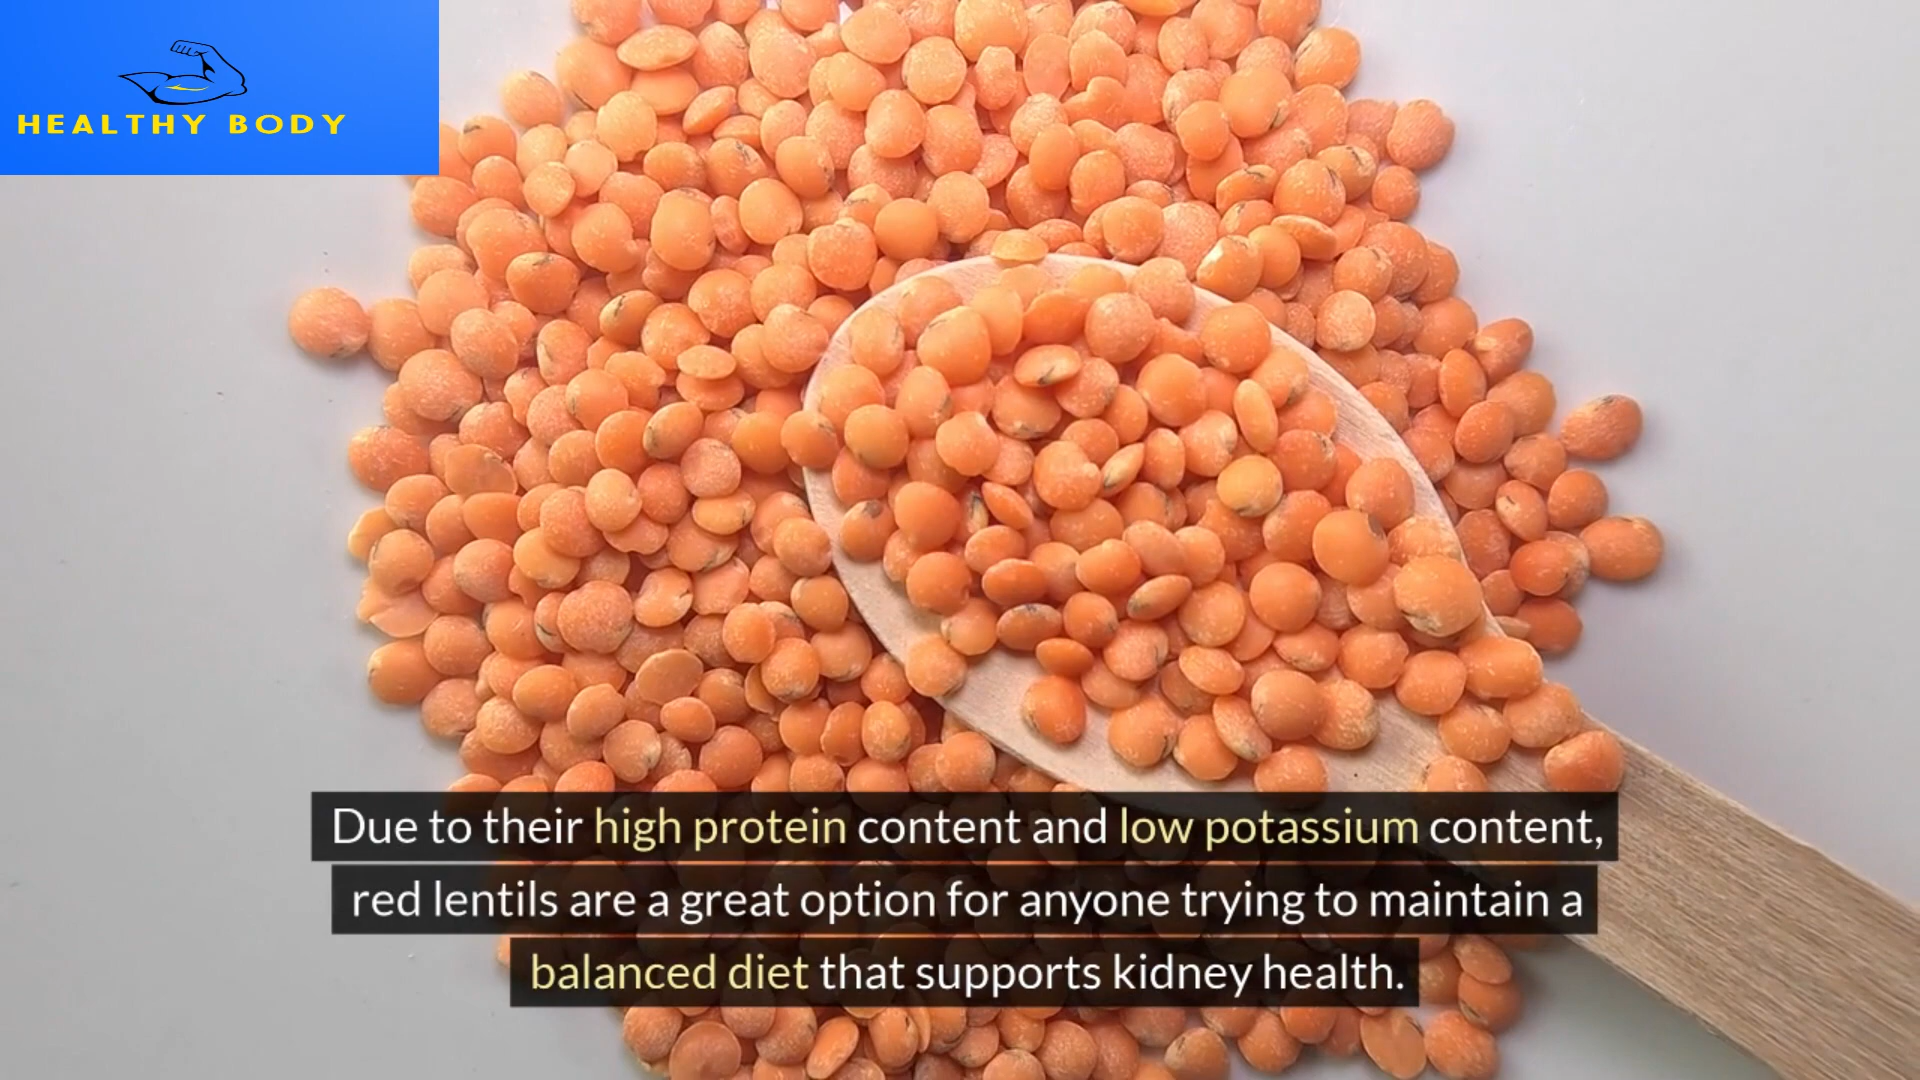 HEALTHY BODY
Due to their high protein content and low potassium content,
red lentils are a great option for anyone trying to maintain a
balanced diet that supports kidney health.